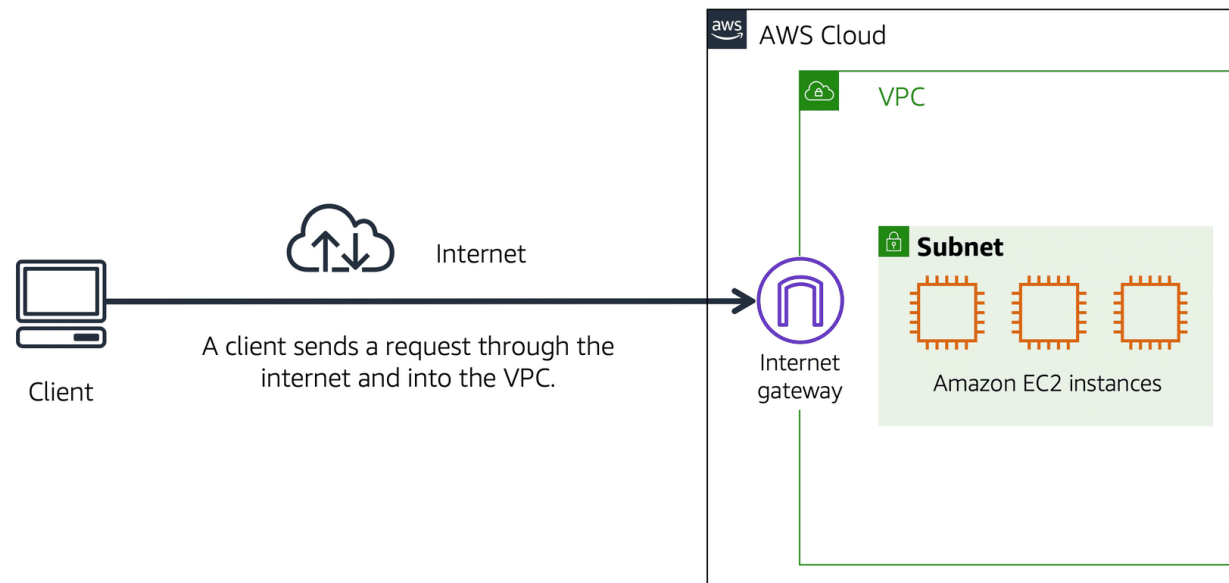 aws
AWS Cloud
VPC
Internet
Subnet
A client sends a request through the
internet and into the VPC.
Client
Internet
gateway
Amazon EC2 instances